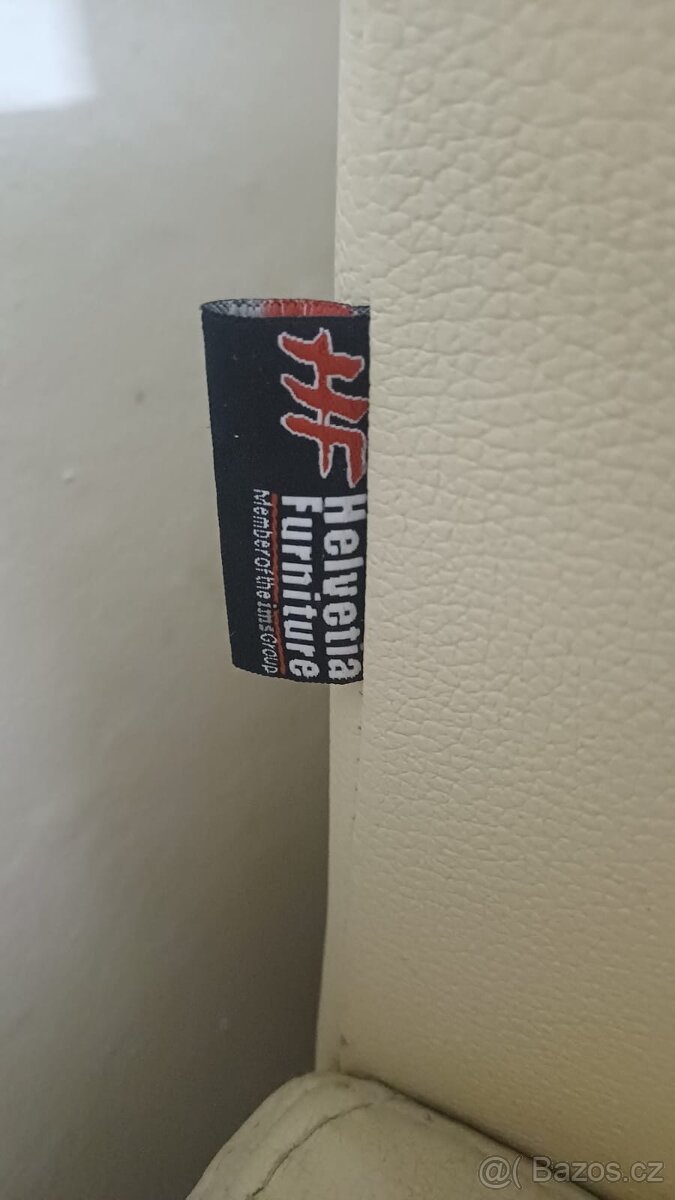 HF
Helvetia
Furniture
Member of the ims Group
@( Bazos.cz